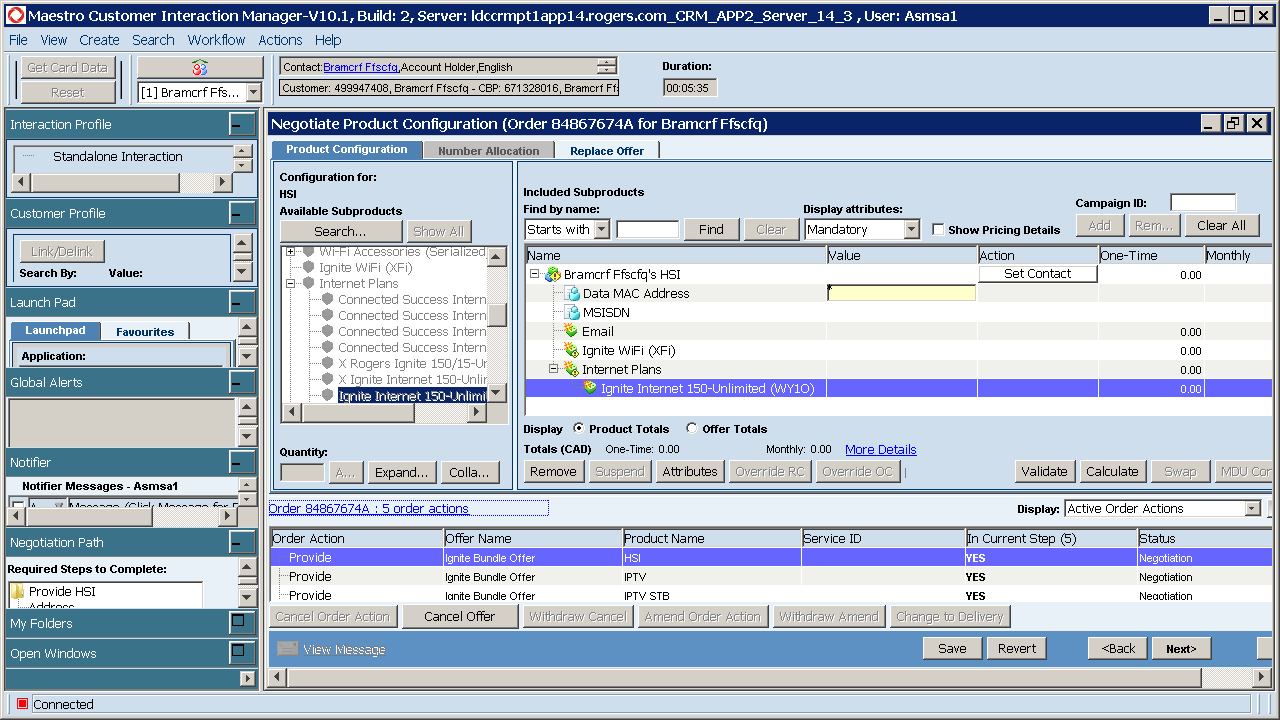 Maestro Customer Interaction Manager-V10.1, Build: 2, Server: ldccrmpt1app14.rogers.com_CRM_APP2_Server_14_3 , User: Asmsa1
File View Create Search Workflow Actions Help
Get Card Data
Reset
[1] Bramcrf Ffs...
Contact:Bramcrf Ffscfq,Account Holder,English
Customer: 499947408, Bramcrf Ffscfq - CBP: 671328016, Bramcrf Ff
Duration:
00:05:35
Interaction Profile
Standalone Interaction
Customer Profile
Link/Delink
Search By: Value:
Launch Pad
Launchpad Favourites
Application:
Global Alerts
Notifier
Notifier Messages - Asmsa1
Negotiation Path
Required Steps to Complete:
Provide HSI
Address
My Folders
Open Windows
Negotiate Product Configuration (Order 84867674A for Bramcrf Ffscfq)
Product Configuration Number Allocation Replace Offer
Configuration for:
HSI
Available Subproducts
Search... Show All
Wi-Fi Accessories (Serialized
Ignite WiFi (XFi)
Internet Plans
Connected Success Intern
Connected Success Intern
Connected Success Intern
Connected Success Intern
X Rogers Ignite 150/15-Un
X Ignite Internet 150-Unlir
Ignite Internet 150-Unlimi
Quantity:
A... Expand... Colla...
Included Subproducts
Find by name:
Starts with Find Clear
Display attributes:
Mandatory
Show Pricing Details
Campaign ID:
Add Rem... Clear All
Name Value Action One-Time Monthly
Bramcrf Ffscfq's HSI Set Contact 0.00
Data MAC Address
MSISDN
Email 0.00
Ignite WiFi (XFi) 0.00
Internet Plans 0.00
Ignite Internet 150-Unlimited (WY1O) 0.00
Display Product Totals Offer Totals
Totals (CAD) One-Time: 0.00 Monthly: 0.00 More Details
Remove Suspend Attributes Override RC Override OC Validate Calculate Swap MDU Con
Order 84867674A : 5 order actions
Display: Active Order Actions
Order Action Offer Name Product Name Service ID In Current Step (5) Status
Provide Ignite Bundle Offer HSI YES Negotiation
Provide Ignite Bundle Offer IPTV YES Negotiation
Provide Ignite Bundle Offer IPTV STB YES Negotiation
Cancel Order Action Cancel Offer Withdraw Cancel Amend Order Action Withdraw Amend Change to Delivery
View Message
Save Revert <Back Next>
Connected